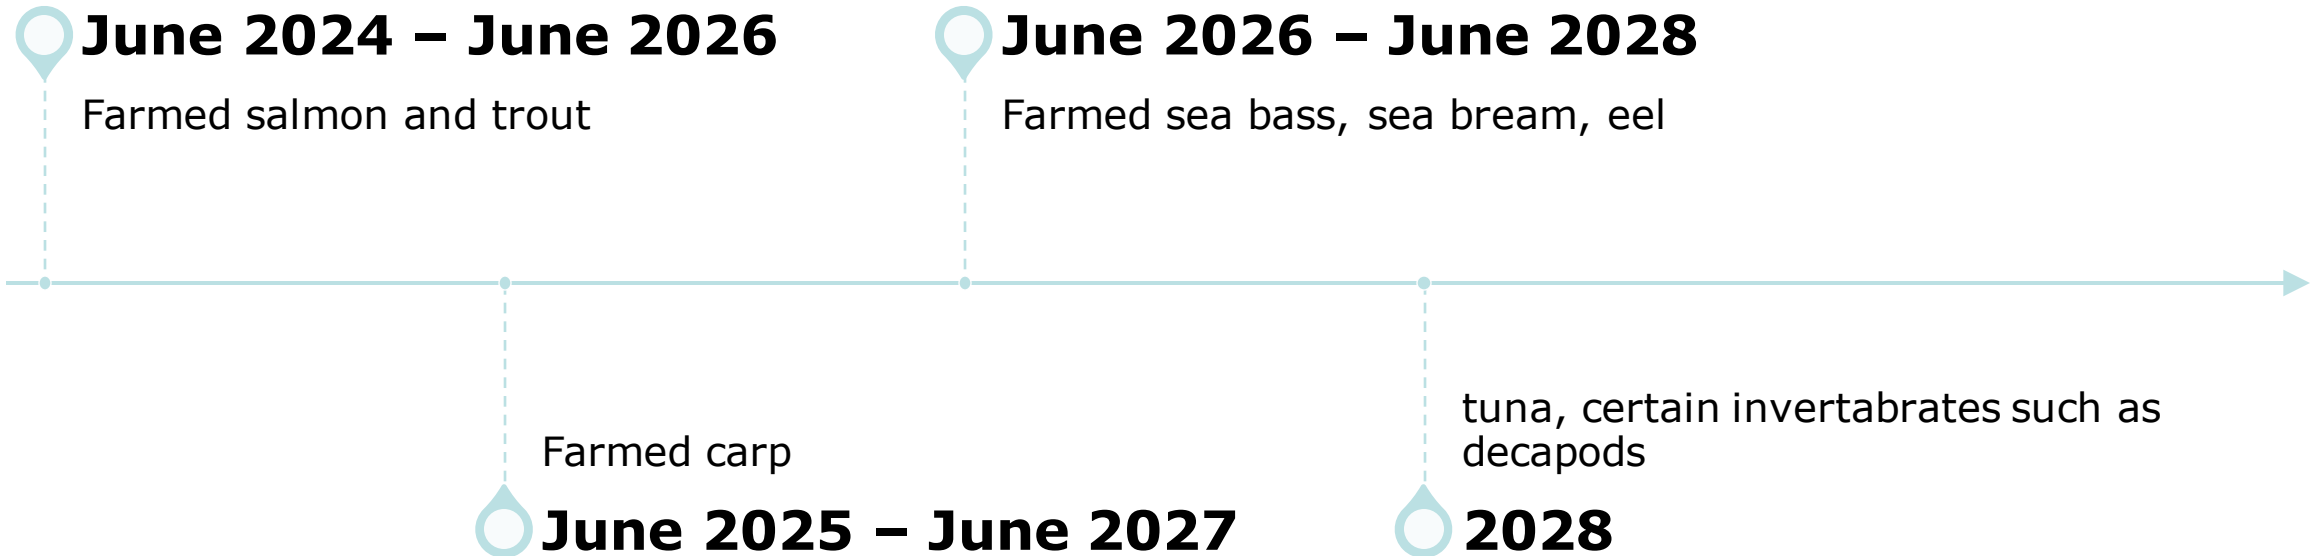 June 2024 – June 2026
Farmed salmon and trout
June 2026 – June 2028
Farmed sea bass, sea bream, eel
Farmed carp
June 2025 – June 2027
tuna, certain invertabrates such as
decapods
2028